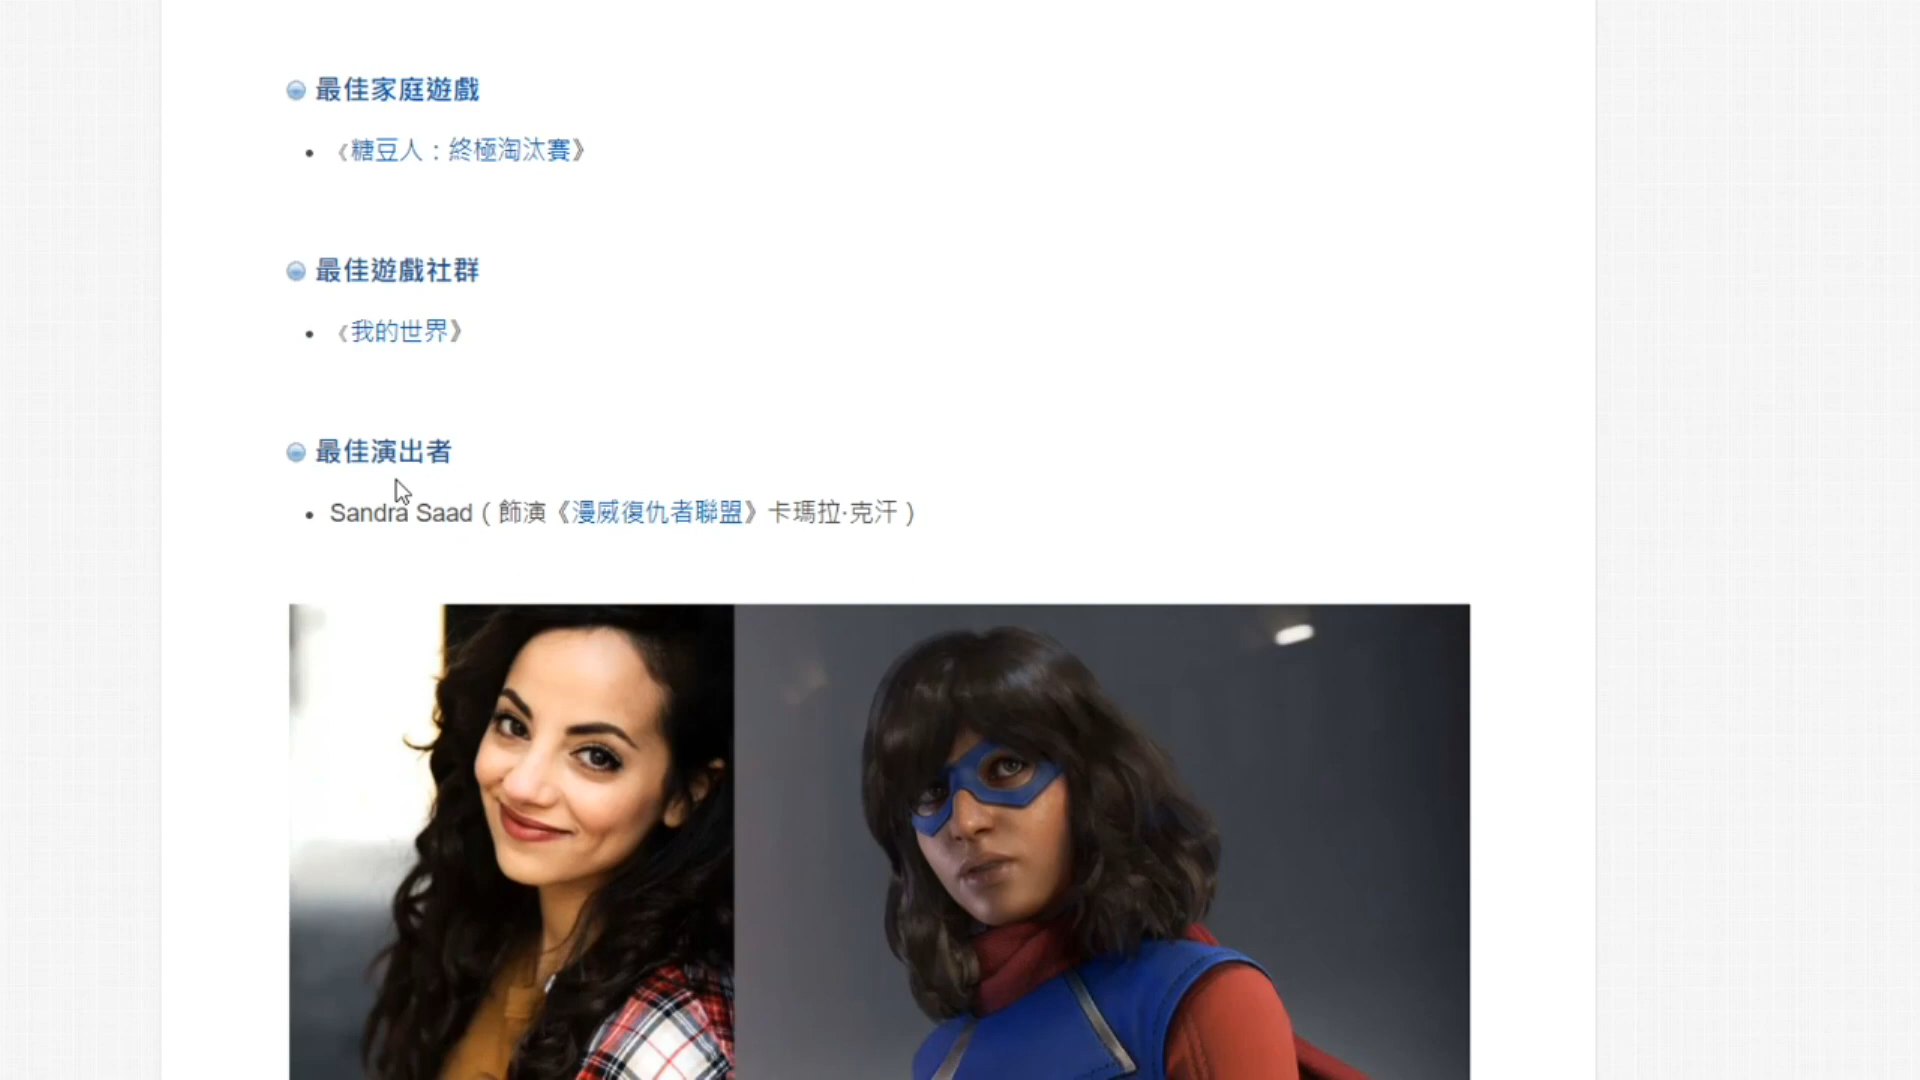 最佳家庭遊戲
《糖豆人：終極淘汰賽》
最佳遊戲社群
《我的世界》
最佳演出者
Sandra Saad（飾演《漫威復仇者聯盟》卡瑪拉·克汗）